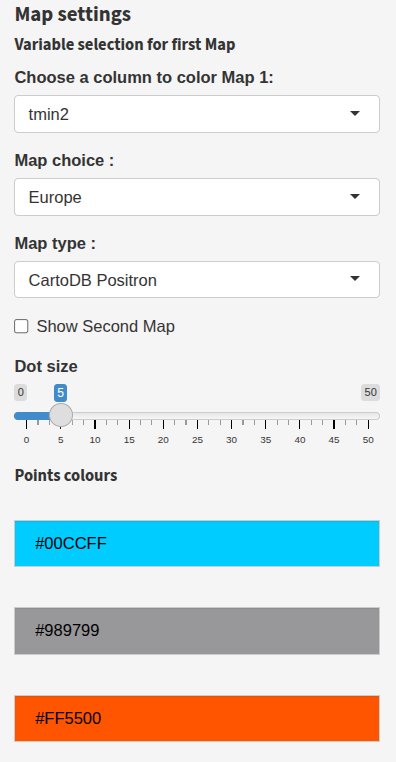 Map settings
Variable selection for first Map
Choose a column to color Map 1:
tmin2
Map choice :
Europe
Map type :
CartoDB Positron
Show Second Map
Dot size
0 5 50
0 5 10 15 20 25 30 35 40 45 50
Points colours
#00CCFF
#989799
#FF5500